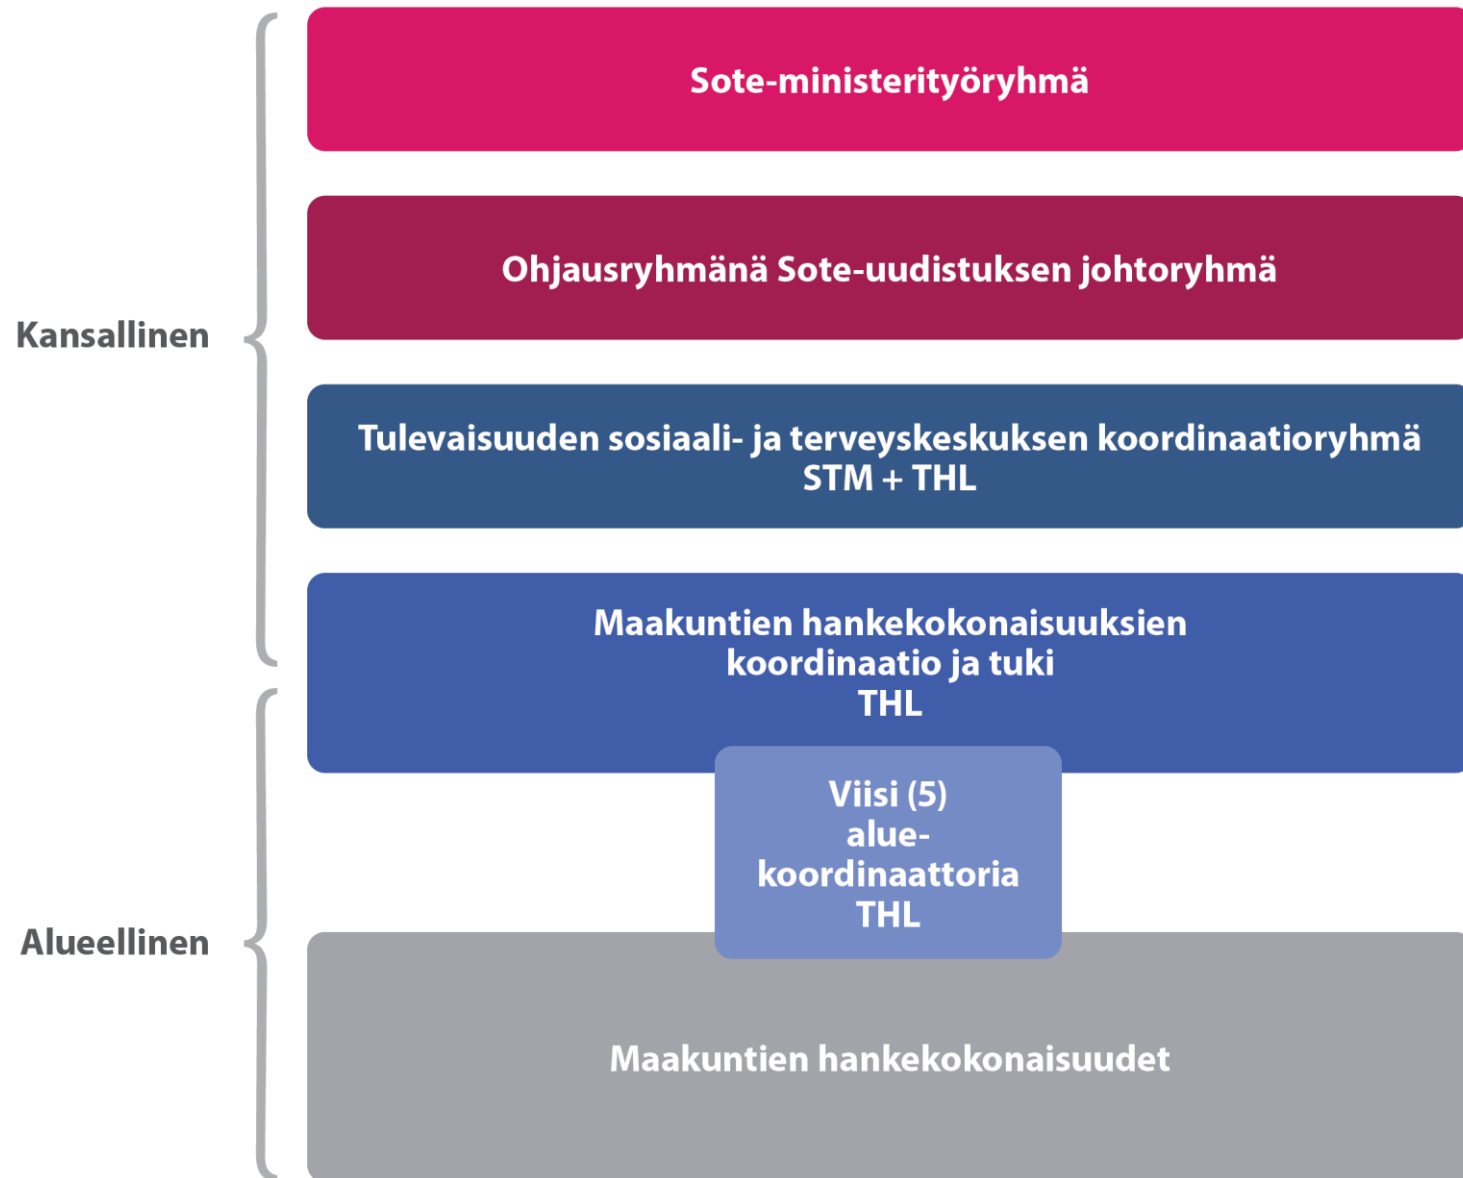 Sote-ministerityöryhmä
Ohjausryhmänä Sote-uudistuksen johtoryhmä
Kansallinen
Tulevaisuuden sosiaali- ja terveyskeskuksen koordinaatioryhmä
STM + THL
Maakuntien hankekokonaisuuksien
koordinaatio ja tuki
THL
Viisi (5)
alue-
koordinaattoria
THL
Alueellinen
Maakuntien hankekokonaisuudet